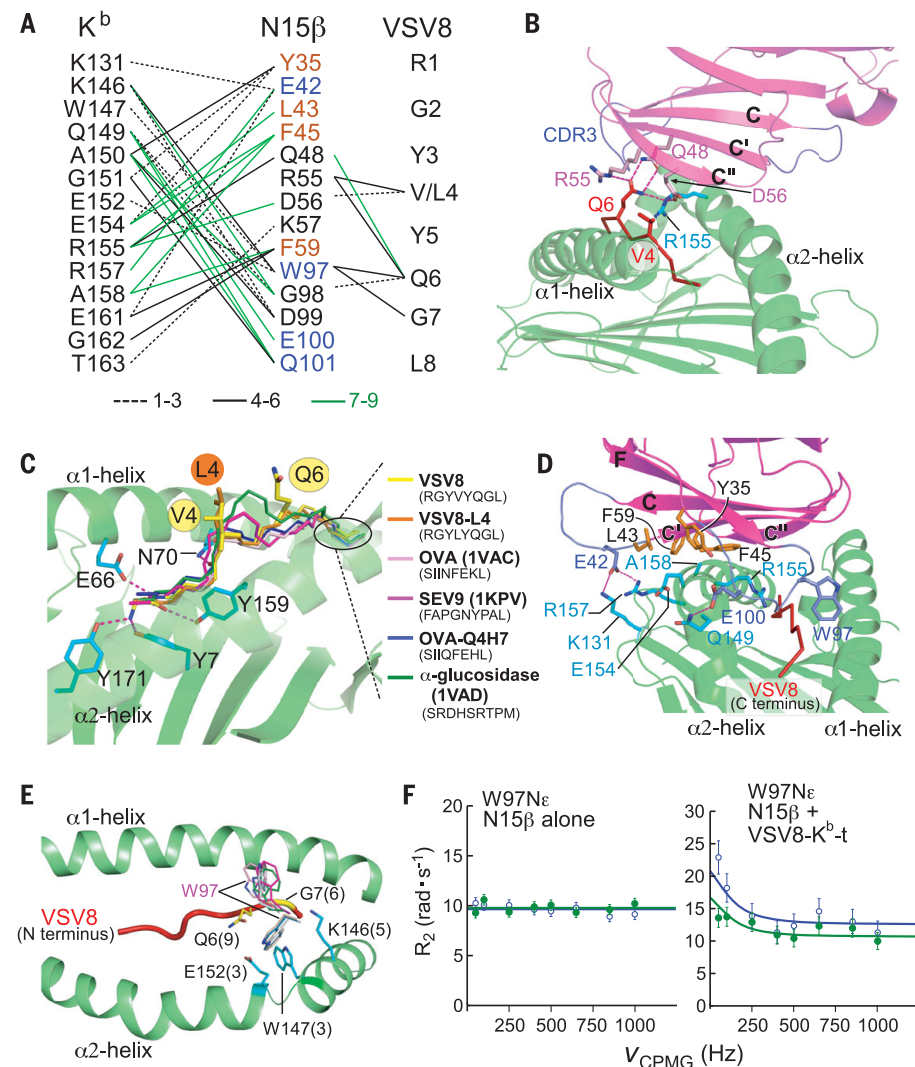 A
K^b N15β VSV8
K131 Y35 R1
K146 E42
W147 L43 G2
Q149 F45
A150 Q48 Y3
G151 R55
E152 D56 V/L4
E154 K57
R155 F59 Y5
R157 W97
A158 G98 Q6
E161 D99 G7
G162 E100
T163 Q101 L8
1-3 4-6 7-9
B
CDR3
C
C'
Q48
C"
R55
D56
Q6
R155
V4
α2-helix
α1-helix
C
α1-helix
L4
Q6
V4
N70
E66
Y159
Y7
Y171
α2-helix
VSV8
(RGYVYQGL)
VSV8-L4
(RGYLYQGL)
OVA (1VAC)
(SIINFEKL)
SEV9 (1KPV)
(FAPGNYPAL)
OVA-Q4H7
(SIIQFEHL)
α-glucosidase
(1VAD)
(SRDHSRTPM)
D
F
C
Y35
F59
C'
C"
L43
F45
E42
A158
R155
R157
E100
K131
Q149
W97
E154
VSV8
(C terminus)
α2-helix
α1-helix
E
α1-helix
W97
G7(6)
VSV8
(N terminus)
K146(5)
Q6(9)
E152(3)
W147(3)
α2-helix
F
W97Nε
N15β alone
W97Nε
N15β +
VSV8-K^b-t
R₂ (rad·s⁻¹)
20
15
10
5
0
250 500 750 1000
30
25
20
15
10
5
0
250 500 750 1000
ν_CPMG (Hz)